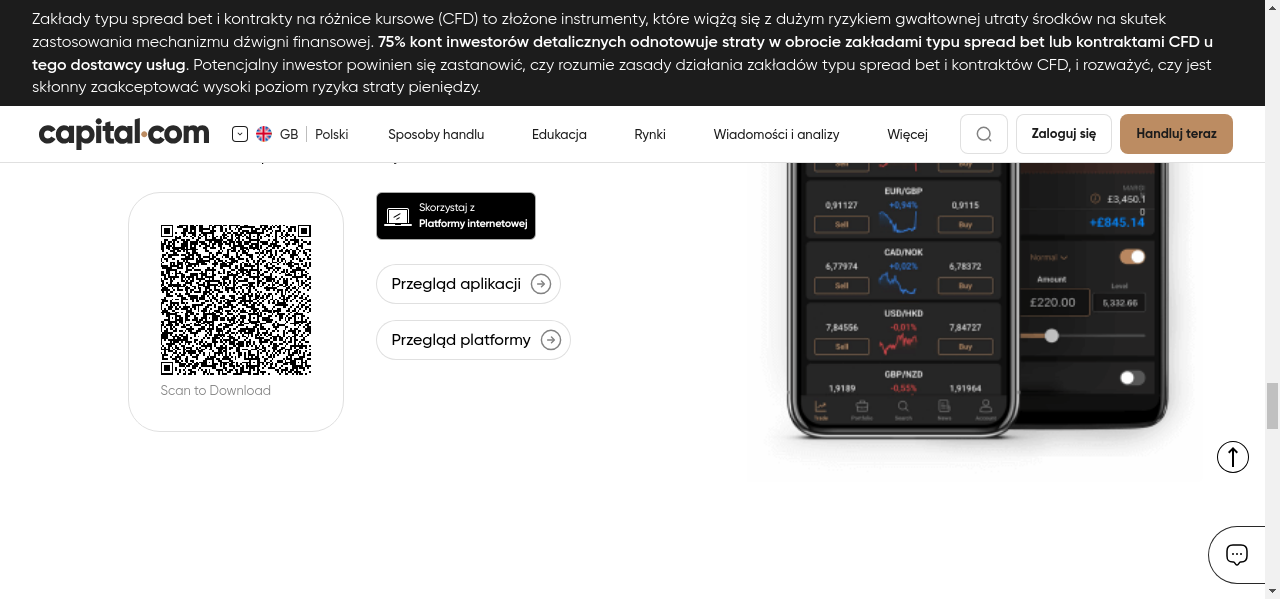 Zakłady typu spread bet i kontrakty na różnice kursowe (CFD) to złożone instrumenty, które wiążą się z dużym ryzykiem gwałtownej utraty środków na skutek
zastosowania mechanizmu dźwigni finansowej. 75% kont inwestorów detalicznych odnotowuje straty w obrocie zakładami typu spread bet lub kontraktami CFD u
tego dostawcy usług. Potencjalny inwestor powinien się zastanowić, czy rozumie zasady działania zakładów typu spread bet i kontraktów CFD, i rozważyć, czy jest
skłonny zaakceptować wysoki poziom ryzyka straty pieniędzy.
capital.com GB Polski Sposoby handlu Edukacja Rynki Wiadomości i analizy Więcej Zaloguj się Handluj teraz
Skorzystaj z
Platformy internetowej
Przegląd aplikacji
Przegląd platformy
Scan to Download
EUR/GBP
0,91127 +0,94% 0,9115
Sell Buy
CAD/NOK
6,77974 +0,02% 6,78372
Sell Buy
USD/HKD
7,84556 -0,01% 7,84727
Sell Buy
GBP/NZD
1,9189 -0,55% 1,91964
Trade Portfolio Search News Account
+£845.14
Normal
Amount Level
£220.00 5,332.66